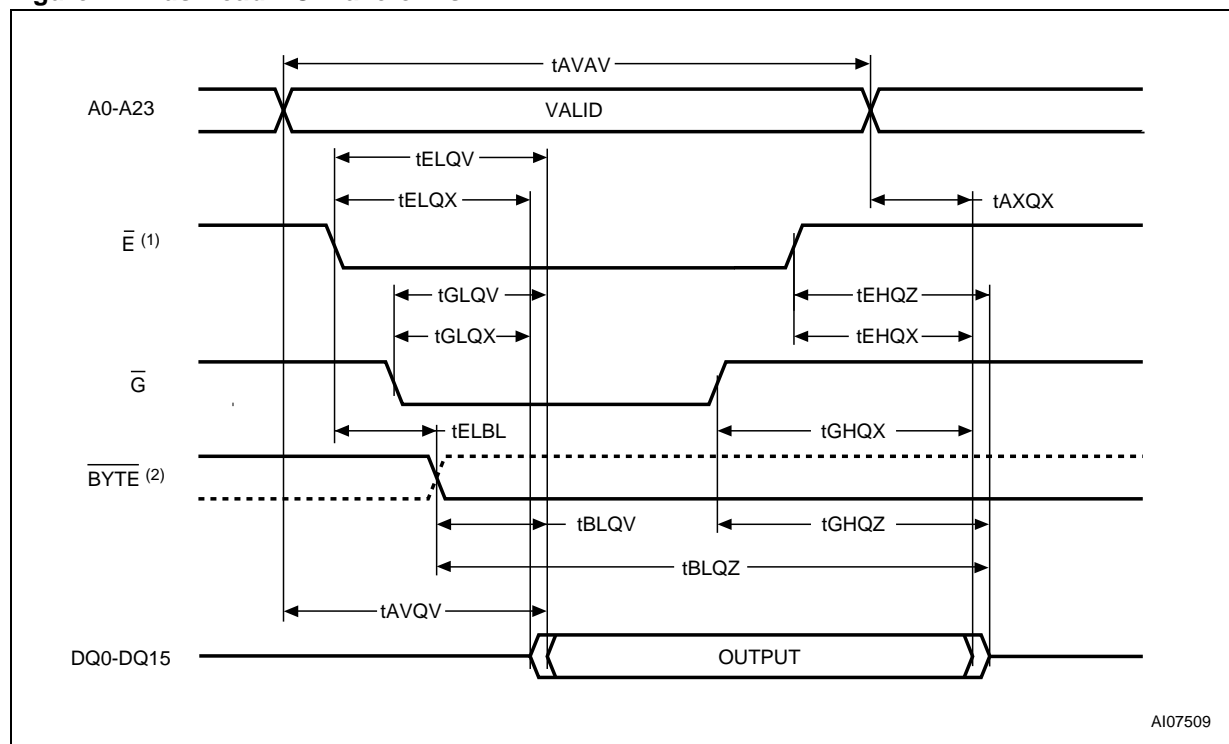 tAVAV
A0-A23
VALID
tELQV
tELQX
tAXQX
E̅ (1)
tGLQV
tEHQZ
tGLQX
tEHQX
G̅
tELBL
tGHQX
B̅Y̅T̅E̅ (2)
tBLQV
tGHQZ
tBLQZ
tAVQV
DQ0-DQ15
OUTPUT
AI07509